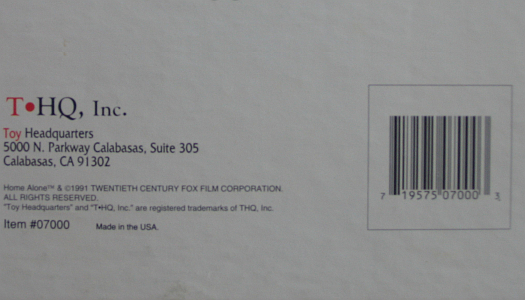 T•HQ, Inc.
Toy Headquarters
5000 N. Parkway Calabasas, Suite 305
Calabasas, CA 91302
Home Alone™ & ©1991 TWENTIETH CENTURY FOX FILM CORPORATION.
ALL RIGHTS RESERVED.
"Toy Headquarters" and "T•HQ, Inc." are registered trademarks of THQ, Inc.
Item #07000 Made in the USA.
7 19575 07000 3